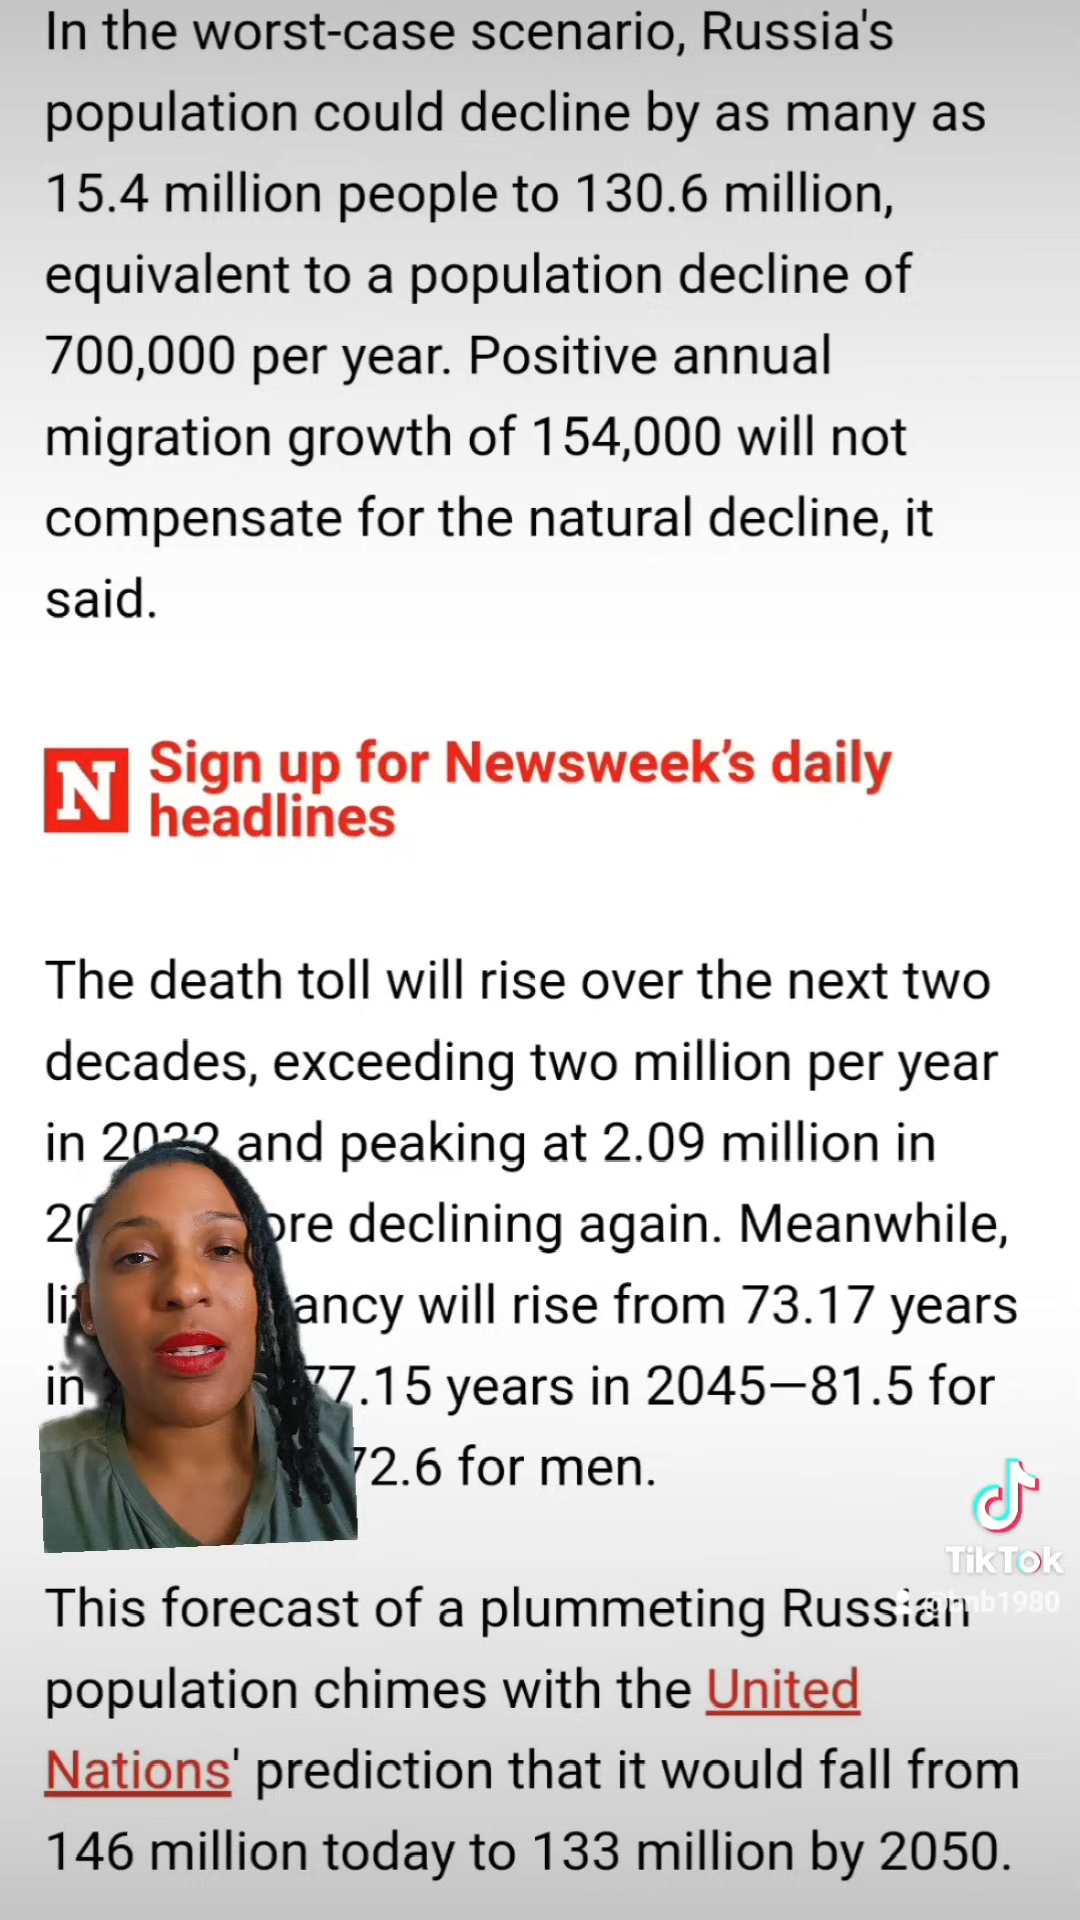 In the worst-case scenario, Russia's
population could decline by as many as
15.4 million people to 130.6 million,
equivalent to a population decline of
700,000 per year. Positive annual
migration growth of 154,000 will not
compensate for the natural decline, it
said.
N
Sign up for Newsweek’s daily
headlines
The death toll will rise over the next two
decades, exceeding two million per year
in 2032 and peaking at 2.09 million in
declining again. Meanwhile,
will rise from 73.17 years
in 77.15 years in 2045—81.5 for
72.6 for men.
TikTok
This forecast of a plummeting Russian
population chimes with the United
Nations' prediction that it would fall from
146 million today to 133 million by 2050.